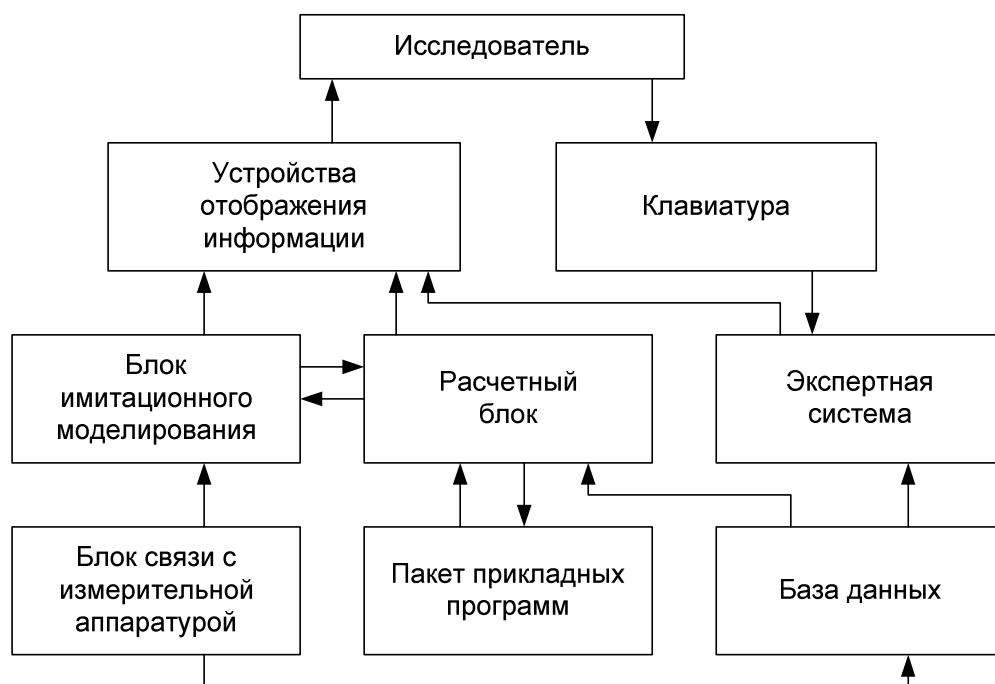 Исследователь
Устройства
отображения
информации
Клавиатура
Блок
имитационного
моделирования
Расчетный
блок
Экспертная
система
Блок связи с
измерительной
аппаратурой
Пакет прикладных
программ
База данных